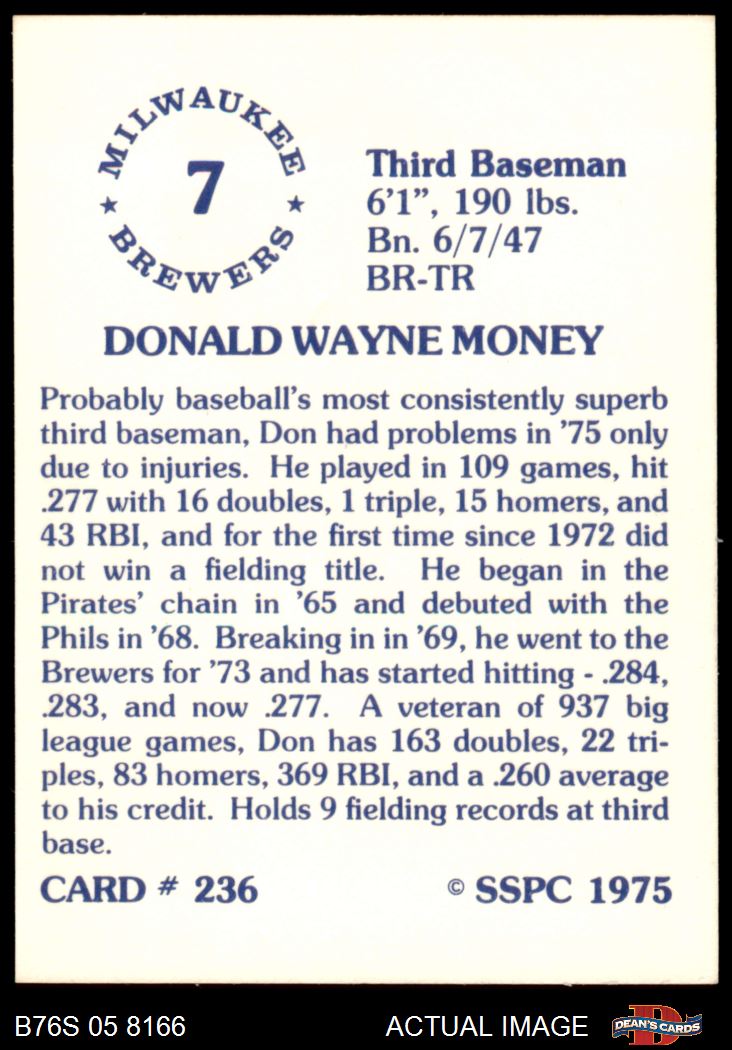 MILWAUKEE
7
BREWERS
Third Baseman
6'1”, 190 lbs.
Bn. 6/7/47
BR-TR
DONALD WAYNE MONEY
Probably baseball's most consistently superb
third baseman, Don had problems in '75 only
due to injuries. He played in 109 games, hit
.277 with 16 doubles, 1 triple, 15 homers, and
43 RBI, and for the first time since 1972 did
not win a fielding title. He began in the
Pirates' chain in '65 and debuted with the
Phils in '68. Breaking in in '69, he went to the
Brewers for '73 and has started hitting - .284,
.283, and now .277. A veteran of 937 big
league games, Don has 163 doubles, 22 tri-
ples, 83 homers, 369 RBI, and a .260 average
to his credit. Holds 9 fielding records at third
base.
CARD # 236
© SSPC 1975
B76S 05 8166
ACTUAL IMAGE
D
DEAN'S CARDS